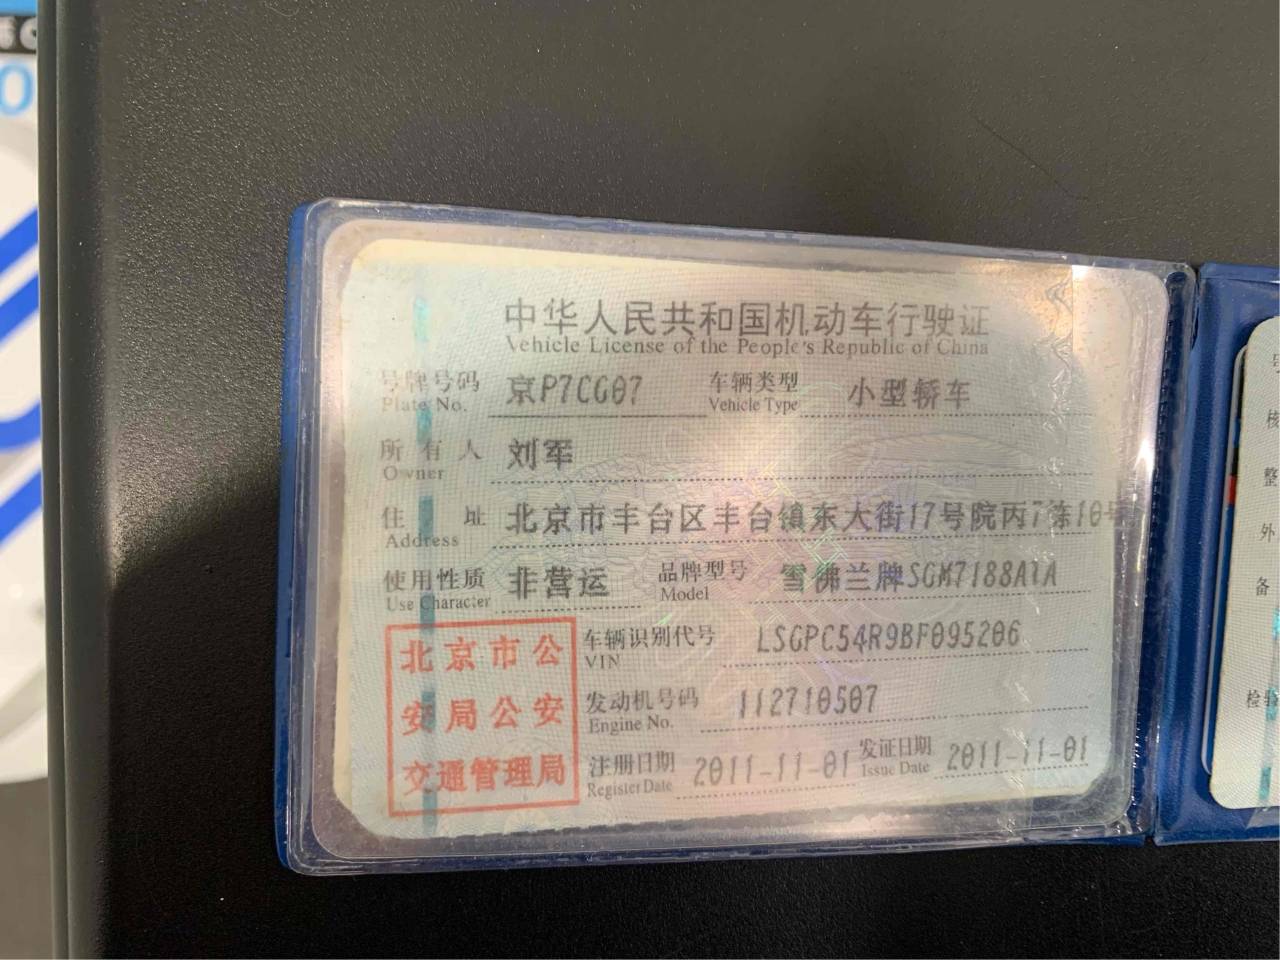 中华人民共和国机动车行驶证
Vehicle License of the People's Republic of China
号牌号码 京P7CG07 车辆类型 小型轿车
Plate No. Vehicle Type
所有人 刘军
Owner
住址 北京市丰台区丰台镇东大街17号院丙7栋10号
Address
使用性质 非营运 品牌型号 雪佛兰牌SGM7188ATA
Use Character Model
北京市公安局公安交通管理局
车辆识别代号 LSGPC54R9BF095206
VIN
发动机号码 112710507
Engine No.
注册日期 2011-11-01 发证日期 2011-11-01
Register Date Issue Date
号
核
整
外
备
检验